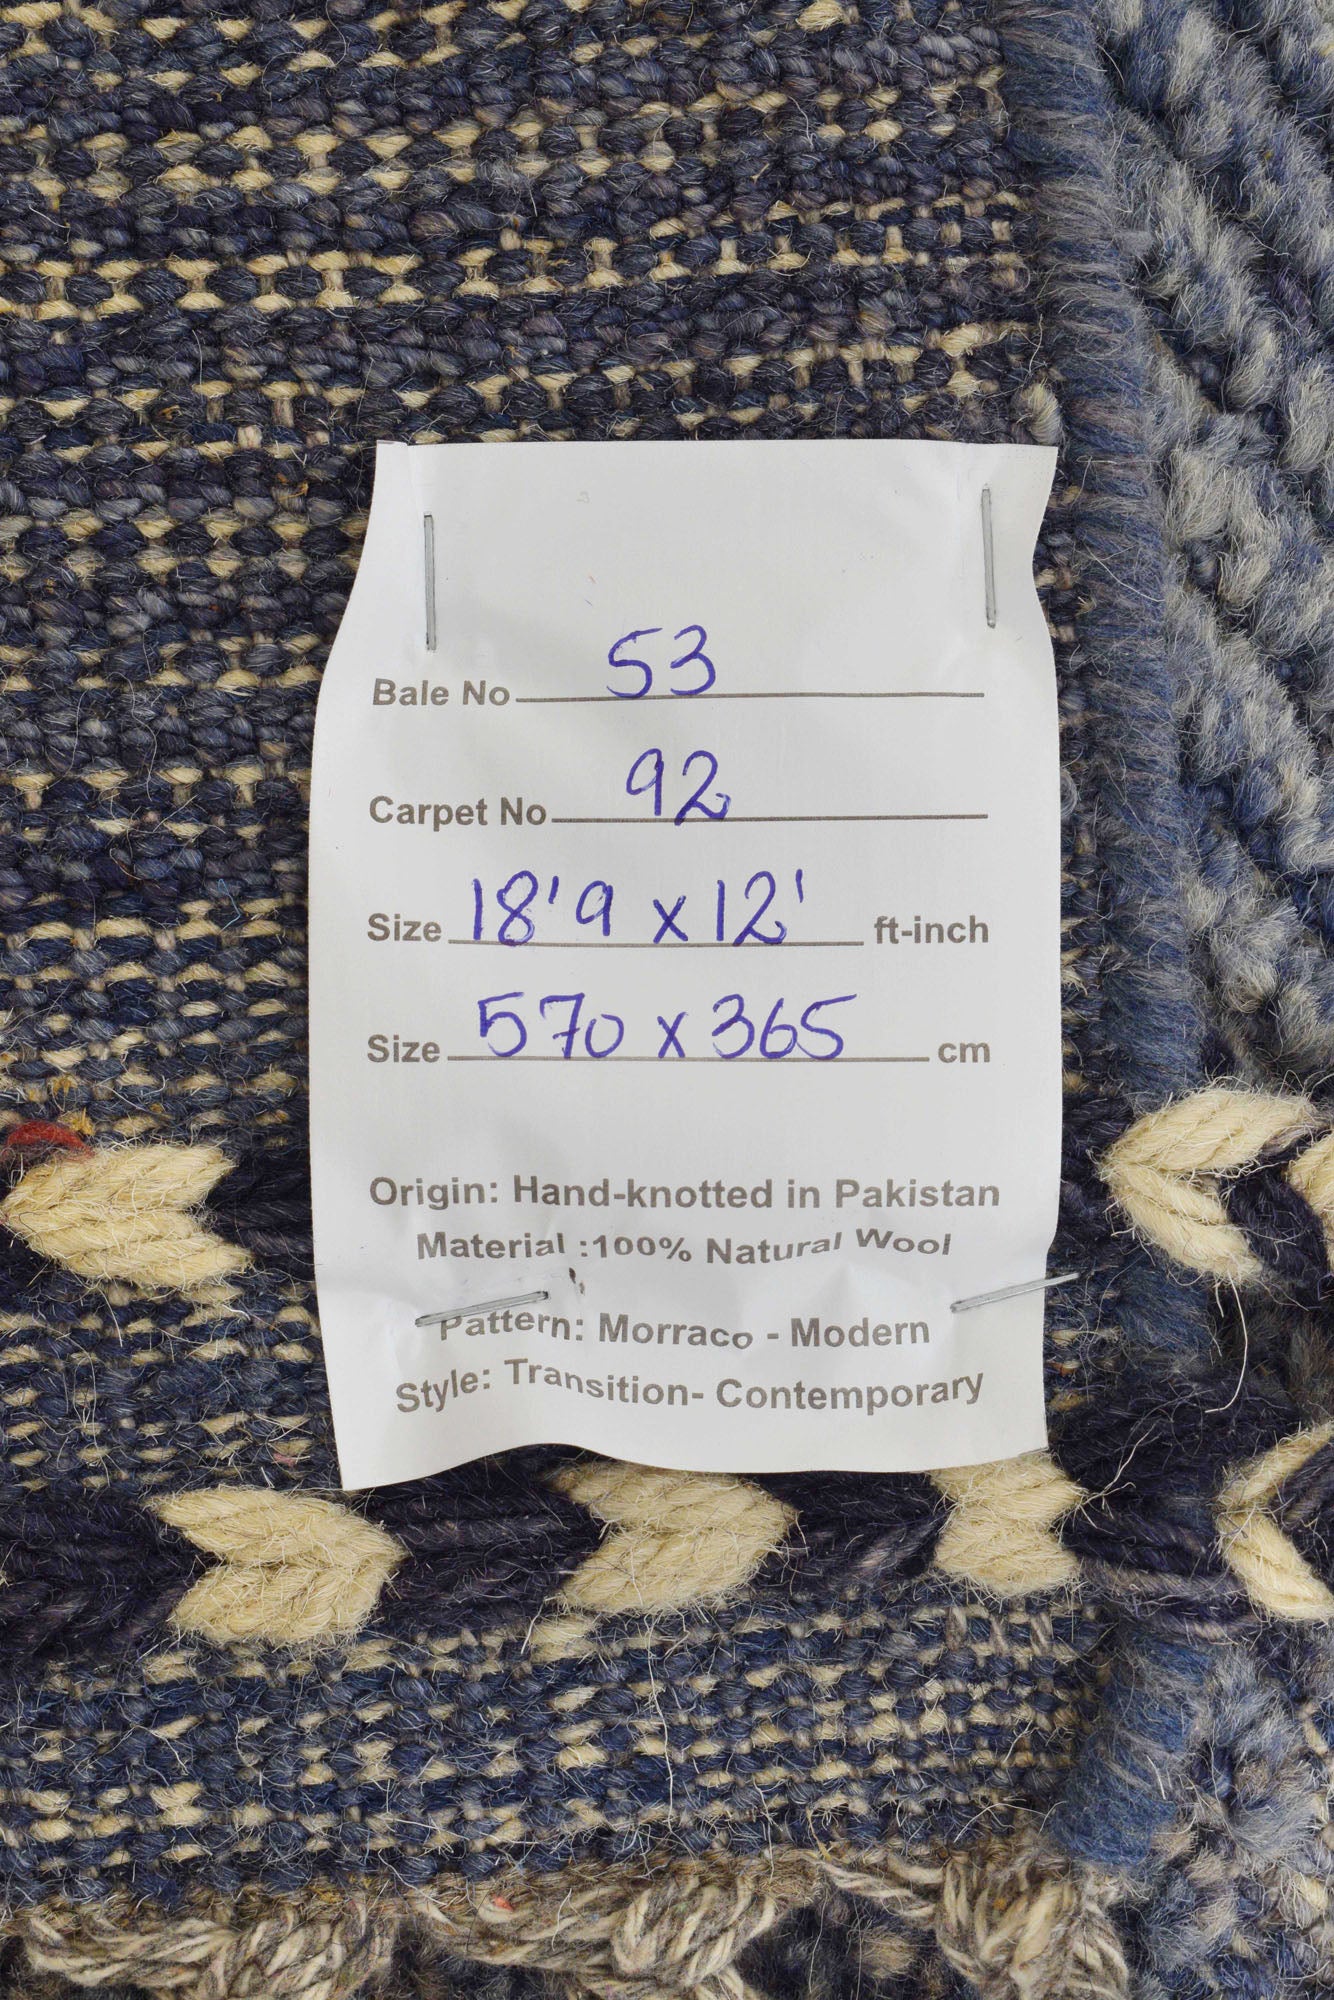 Bale No 53
Carpet No 92
Size 18'9 x 12' ft-inch
Size 570 x 365 cm
Origin: Hand-knotted in Pakistan
Material :100% Natural Wool
Pattern: Morraco - Modern
Style: Transition- Contemporary